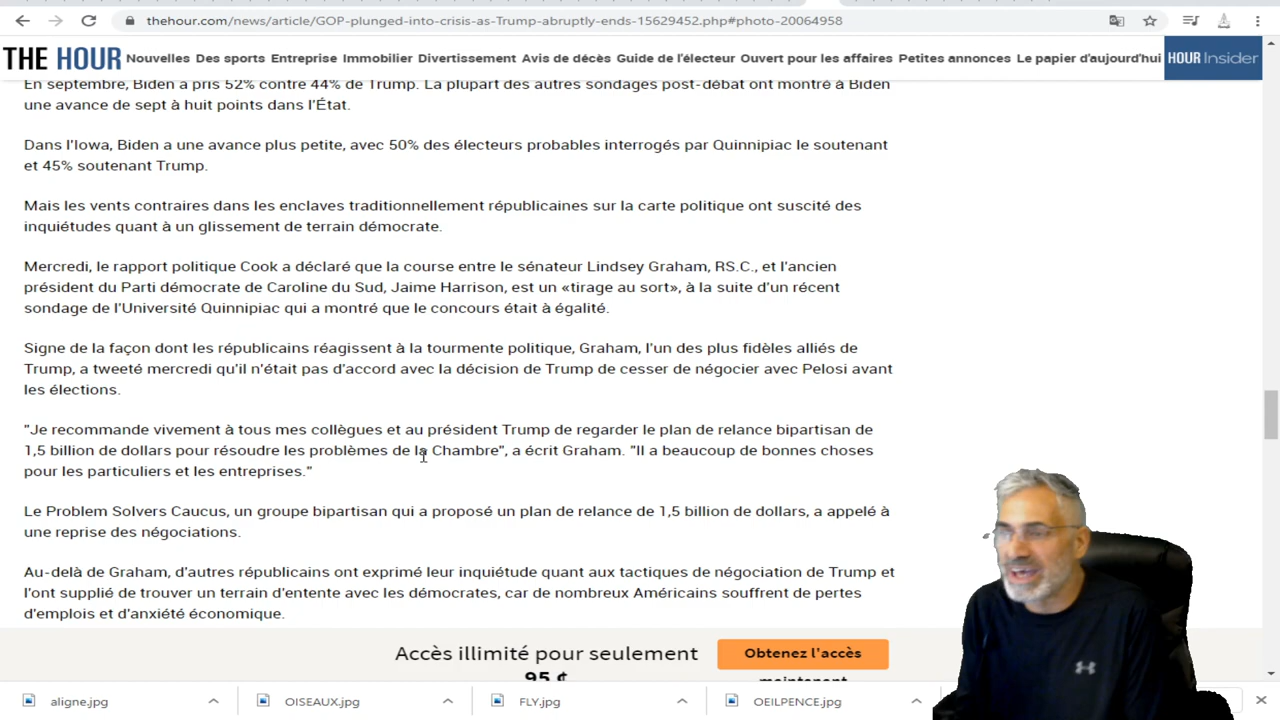 thehour.com/news/article/GOP-plunged-into-crisis-as-Trump-abruptly-ends-15629452.php#photo-20064958
THE HOUR Nouvelles Des sports Entreprise Immobilier Divertissement Avis de décès Guide de l'électeur Ouvert pour les affaires Petites annonces Le papier d'aujourd'hui HOUR Insider
En septembre, Biden a pris 52% contre 44% de Trump. La plupart des autres sondages post-débat ont montré à Biden
une avance de sept à huit points dans l'État.
Dans l'Iowa, Biden a une avance plus petite, avec 50% des électeurs probables interrogés par Quinnipiac le soutenant
et 45% soutenant Trump.
Mais les vents contraires dans les enclaves traditionnellement républicaines sur la carte politique ont suscité des
inquiétudes quant à un glissement de terrain démocrate.
Mercredi, le rapport politique Cook a déclaré que la course entre le sénateur Lindsey Graham, RS.C., et l'ancien
président du Parti démocrate de Caroline du Sud, Jaime Harrison, est un «tirage au sort», à la suite d'un récent
sondage de l'Université Quinnipiac qui a montré que le concours était à égalité.
Signe de la façon dont les républicains réagissent à la tourmente politique, Graham, l'un des plus fidèles alliés de
Trump, a tweeté mercredi qu'il n'était pas d'accord avec la décision de Trump de cesser de négocier avec Pelosi avant
les élections.
"Je recommande vivement à tous mes collègues et au président Trump de regarder le plan de relance bipartisan de
1,5 billion de dollars pour résoudre les problèmes de la Chambre", a écrit Graham. "Il a beaucoup de bonnes choses
pour les particuliers et les entreprises."
Le Problem Solvers Caucus, un groupe bipartisan qui a proposé un plan de relance de 1,5 billion de dollars, a appelé à
une reprise des négociations.
Au-delà de Graham, d'autres républicains ont exprimé leur inquiétude quant aux tactiques de négociation de Trump et
l'ont supplié de trouver un terrain d'entente avec les démocrates, car de nombreux Américains souffrent de pertes
d'emplois et d'anxiété économique.
Accès illimité pour seulement
95 ¢
Obtenez l'accès
maintenant
aligne.jpg OISEAUX.jpg FLY.jpg OEILPENCE.jpg